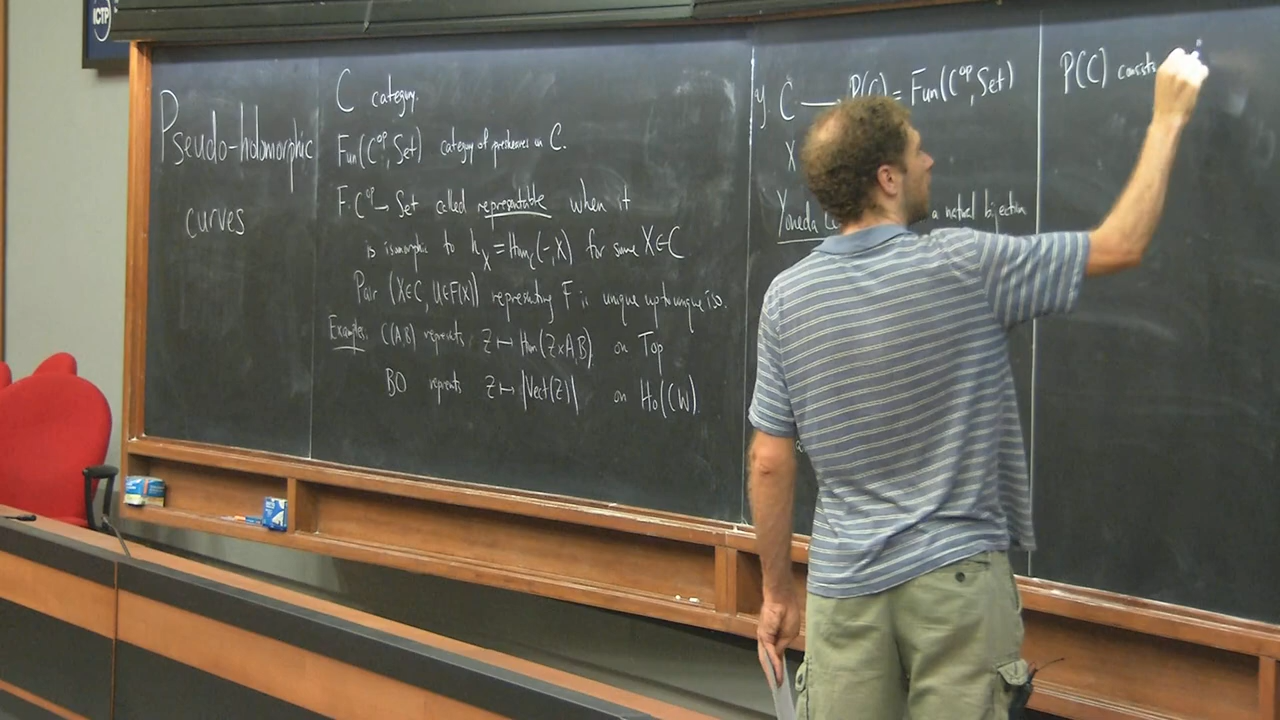 ICTP
Pseudo-holomorphic
curves
C category.
Fun(C^op, Set) category of presheaves on C.
F: C^op → Set called representable when it
is isomorphic to h_X = Hom_C(-, X) for some X ∈ C
Pair (X ∈ C, U ∈ F(X)) representing F is unique up to unique iso.
Examples: C(A,B) represents Z ↦ Hom(Z×A, B) on Top
BO represents Z ↦ |Vect(Z)| on Ho(CW).
y: C → P(C) = Fun(C^op, Set)
X
Yoneda a natural bijection
P(C) consists